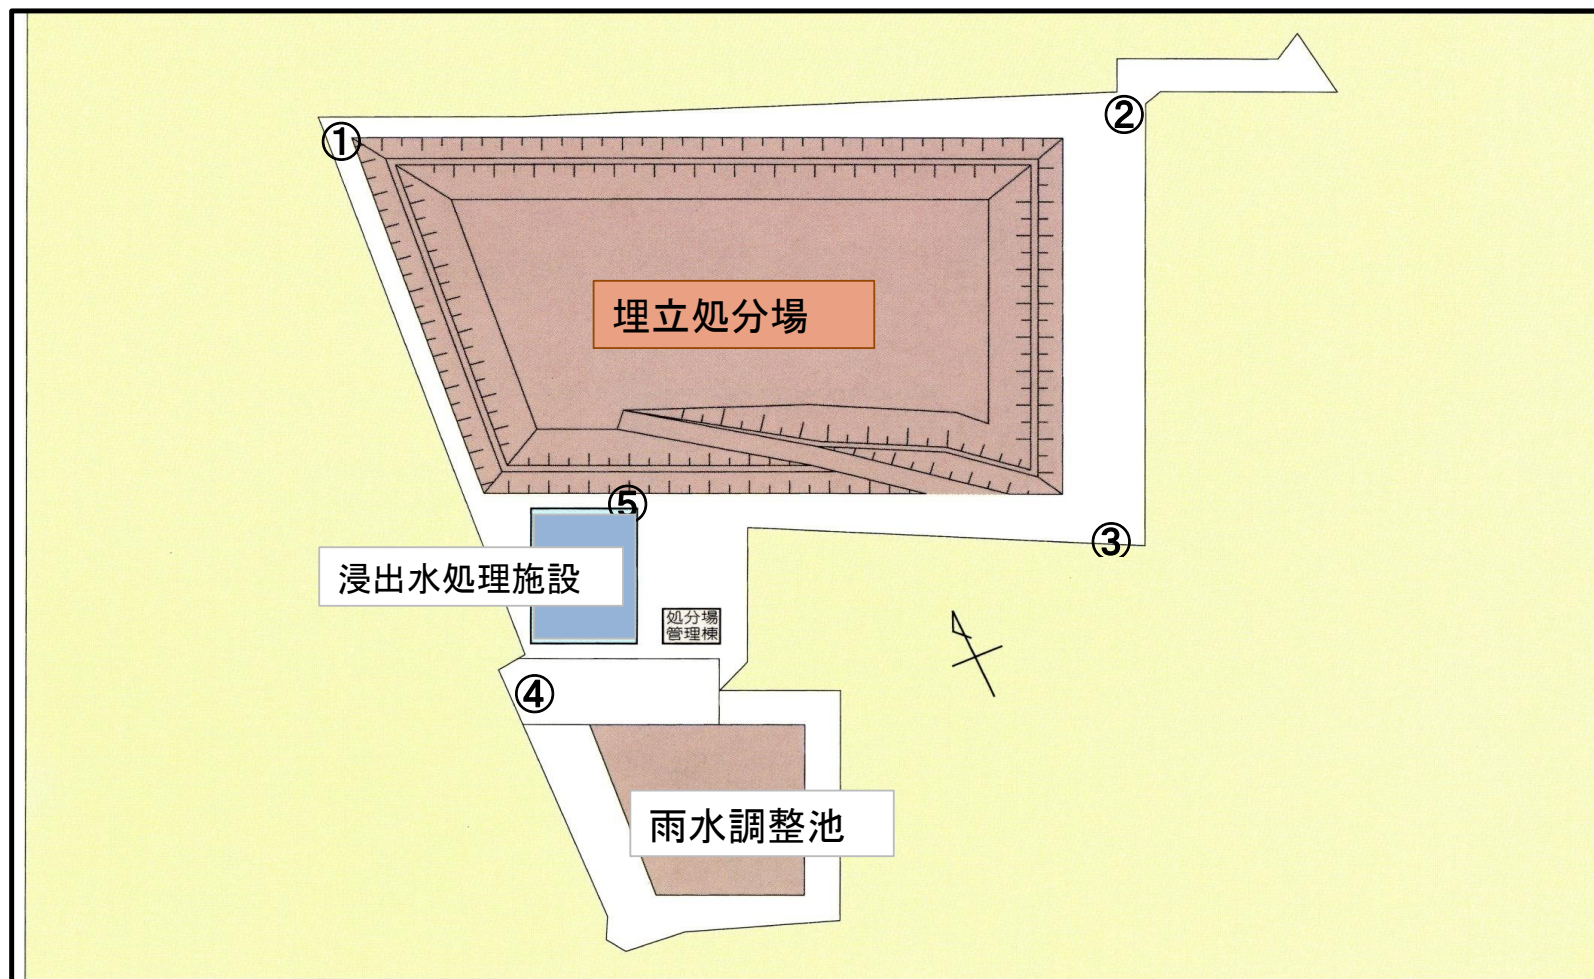 ①
②
埋立処分場
⑤
③
浸出水処理施設
処分場
管理棟
④
雨水調整池